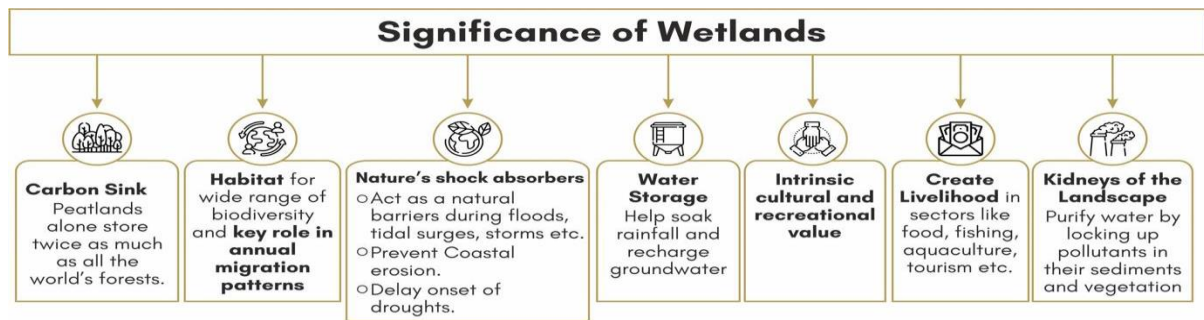 Significance of Wetlands
Carbon Sink
Peatlands
alone store
twice as much
as all the
world's forests.
Habitat for
wide range of
biodiversity
and key role in
annual
migration
patterns
Nature's shock absorbers
○Act as a natural
barriers during floods,
tidal surges, storms etc.
○Prevent Coastal
erosion.
○Delay onset of
droughts.
Water
Storage
Help soak
rainfall and
recharge
groundwater
Intrinsic
cultural and
recreational
value
Create
Livelihood in
sectors like
food, fishing,
aquaculture,
tourism etc.
Kidneys of the
Landscape
Purify water by
locking up
pollutants in
their sediments
and vegetation